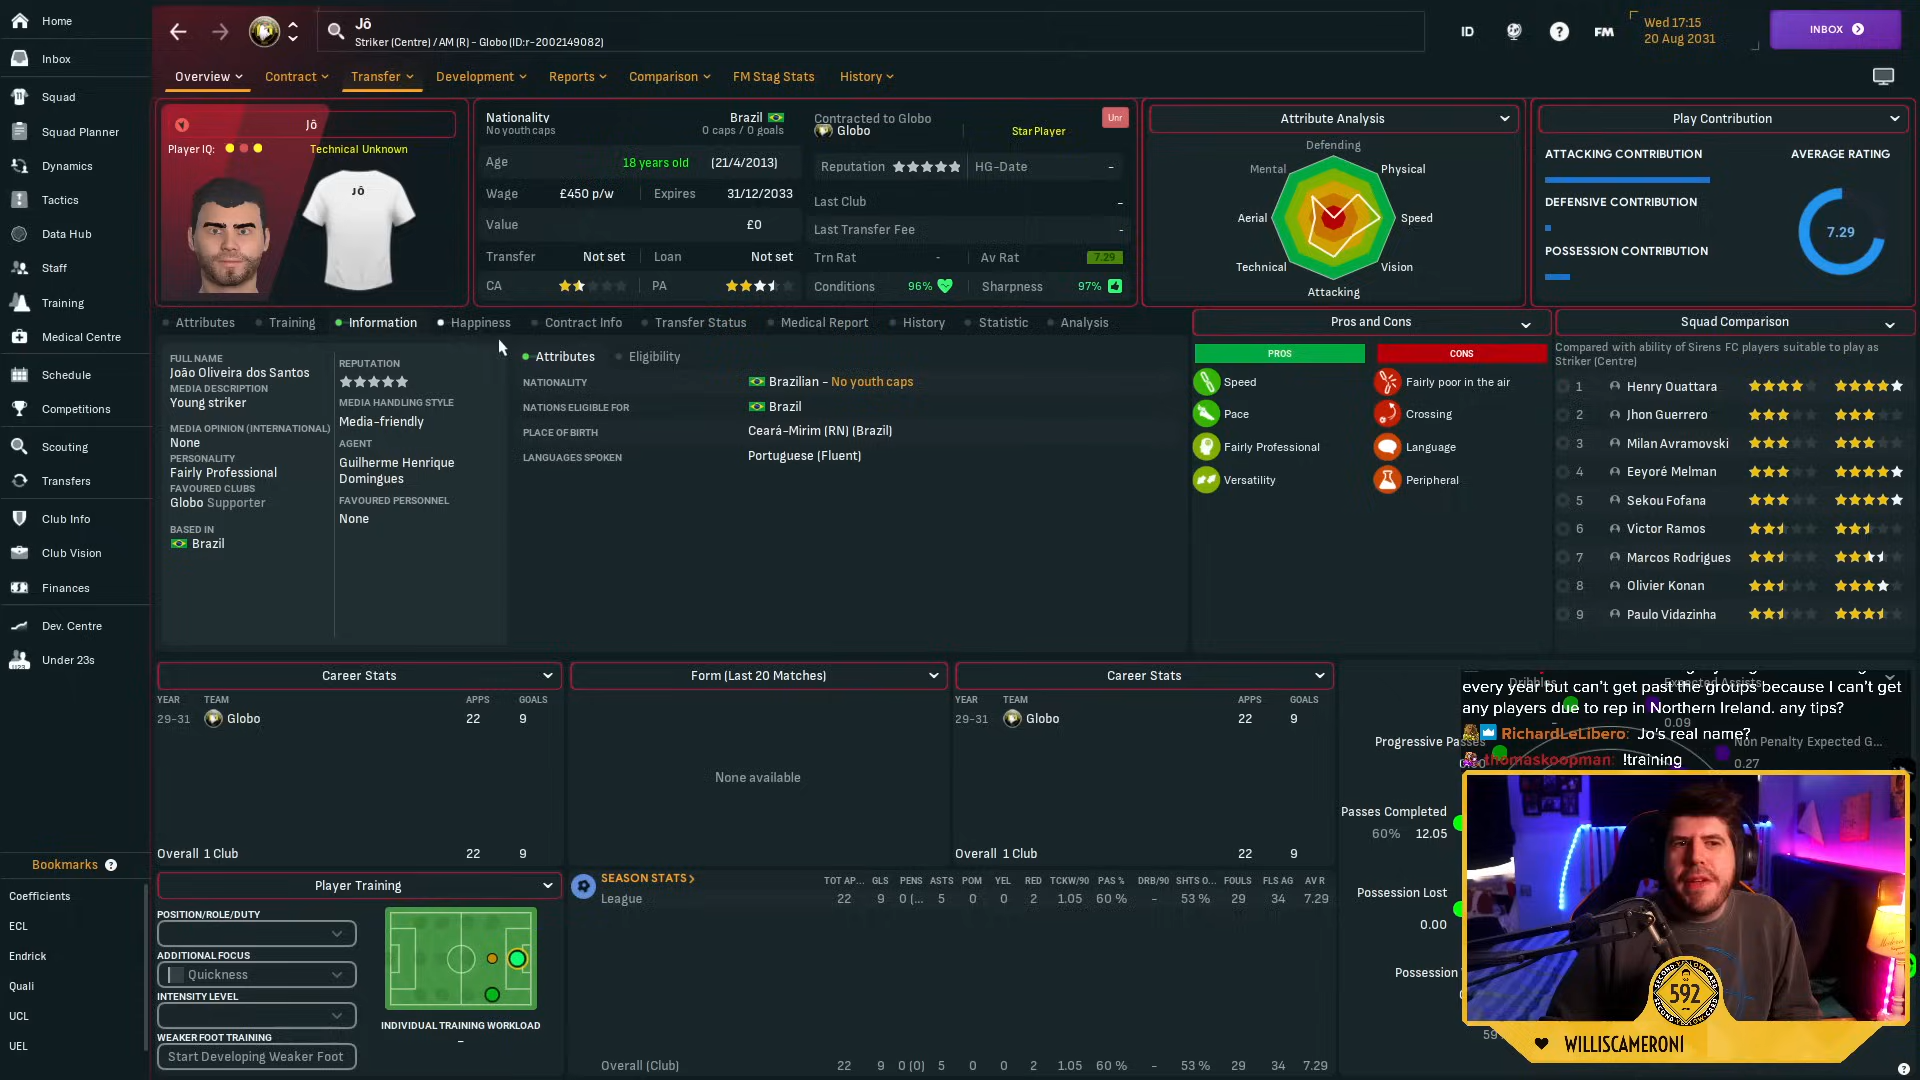 Home
Inbox
Squad
Squad Planner
Dynamics
Tactics
Data Hub
Staff
Training
Medical Centre
Schedule
Competitions
Scouting
Transfers
Club Info
Club Vision
Finances
Dev. Centre
Under 23s
Bookmarks ?
Coefficients
ECL
Endrick
Quali
UCL
UEL
Jô
Striker (Centre) / AM (R) - Globo (ID:r-2002149082)
ID ? FM
Wed 17:15
20 Aug 2031
INBOX
Overview Contract Transfer Development Reports Comparison FM Stag Stats History
Jô
Player IQ: Technical Unknown
JÔ
Nationality Brazil
No youth caps 0 caps / 0 goals
Age 18 years old (21/4/2013)
Wage £450 p/w Expires 31/12/2033
Value £0
Transfer Not set Loan Not set
CA PA
Contracted to Globo Unr
Globo Star Player
Reputation HG-Date -
Last Club -
Last Transfer Fee -
Trn Rat - Av Rat 7.29
Conditions 96% Sharpness 97%
Attribute Analysis
Defending
Mental Physical
Aerial Speed
Technical Vision
Attacking
Play Contribution
ATTACKING CONTRIBUTION AVERAGE RATING
DEFENSIVE CONTRIBUTION
7.29
POSSESSION CONTRIBUTION
Attributes Training Information Happiness Contract Info Transfer Status Medical Report History Statistic Analysis
FULL NAME
João Oliveira dos Santos
MEDIA DESCRIPTION
Young striker
MEDIA OPINION (INTERNATIONAL)
None
PERSONALITY
Fairly Professional
FAVOURED CLUBS
Globo Supporter
BASED IN
Brazil
REPUTATION
MEDIA HANDLING STYLE
Media-friendly
AGENT
Guilherme Henrique
Domingues
FAVOURED PERSONNEL
None
Attributes Eligibility
NATIONALITY Brazilian - No youth caps
NATIONS ELIGIBLE FOR Brazil
PLACE OF BIRTH Ceará-Mirim (RN) (Brazil)
LANGUAGES SPOKEN Portuguese (Fluent)
Pros and Cons
PROS CONS
Speed Fairly poor in the air
Pace Crossing
Fairly Professional Language
Versatility Peripheral
Squad Comparison
Compared with ability of Sirens FC players suitable to play as
Striker (Centre)
1 Henry Ouattara
2 Jhon Guerrero
3 Milan Avramovski
4 Eeyoré Melman
5 Sekou Fofana
6 Victor Ramos
7 Marcos Rodrigues
8 Olivier Konan
9 Paulo Vidazinha
Career Stats
YEAR TEAM APPS GOALS
29-31 Globo 22 9
Overall 1 Club 22 9
Form (Last 20 Matches)
None available
Career Stats
YEAR TEAM APPS GOALS
29-31 Globo 22 9
Overall 1 Club 22 9
Player Training
POSITION/ROLE/DUTY
ADDITIONAL FOCUS
Quickness
INTENSITY LEVEL
WEAKER FOOT TRAINING
Start Developing Weaker Foot
INDIVIDUAL TRAINING WORKLOAD
-
SEASON STATS TOT AP... GLS PENS ASTS POM YEL RED TCKW/90 PAS % DRB/90 SHTS O... FOULS FLS AG AV R
League 22 9 0 (... 5 0 0 2 1.05 60 % - 53 % 29 34 7.29
Overall (Club) 22 9 0 (0) 5 0 0 2 1.05 60 % - 53 % 29 34 7.29
Dribbles Expected Assists
0.09
Progressive Passes
Non Penalty Expected G...
0.27
Passes Completed
60% 12.05
Possession Lost
0.00
Possession
every year but can't get past the groups because I can't get
any players due to rep in Northern Ireland. any tips?
RichardLeLibero: Jo's real name?
thomaskoopman: !training
SECOND YELLOW CARD
592
WILLISCAMERON1